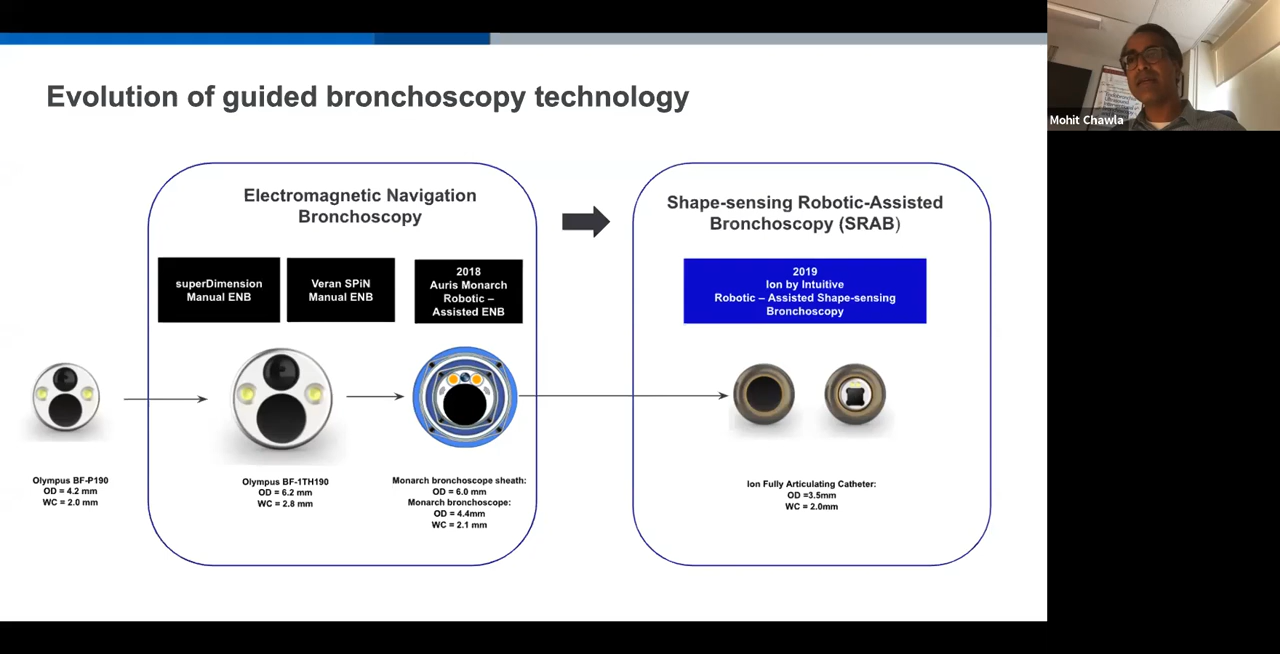 Evolution of guided bronchoscopy technology
Mohit Chawla
Electromagnetic Navigation
Bronchoscopy
superDimension
Manual ENB
Veran SPiN
Manual ENB
2018
Auris Monarch
Robotic –
Assisted ENB
Shape-sensing Robotic-Assisted
Bronchoscopy (SRAB)
2019
Ion by Intuitive
Robotic – Assisted Shape-sensing
Bronchoscopy
Olympus BF-P190
OD = 4.2 mm
WC = 2.0 mm
Olympus BF-1TH190
OD = 6.2 mm
WC = 2.8 mm
Monarch bronchoscope sheath:
OD = 6.0 mm
Monarch bronchoscope:
OD = 4.4mm
WC = 2.1 mm
Ion Fully Articulating Catheter:
OD =3.5mm
WC = 2.0mm